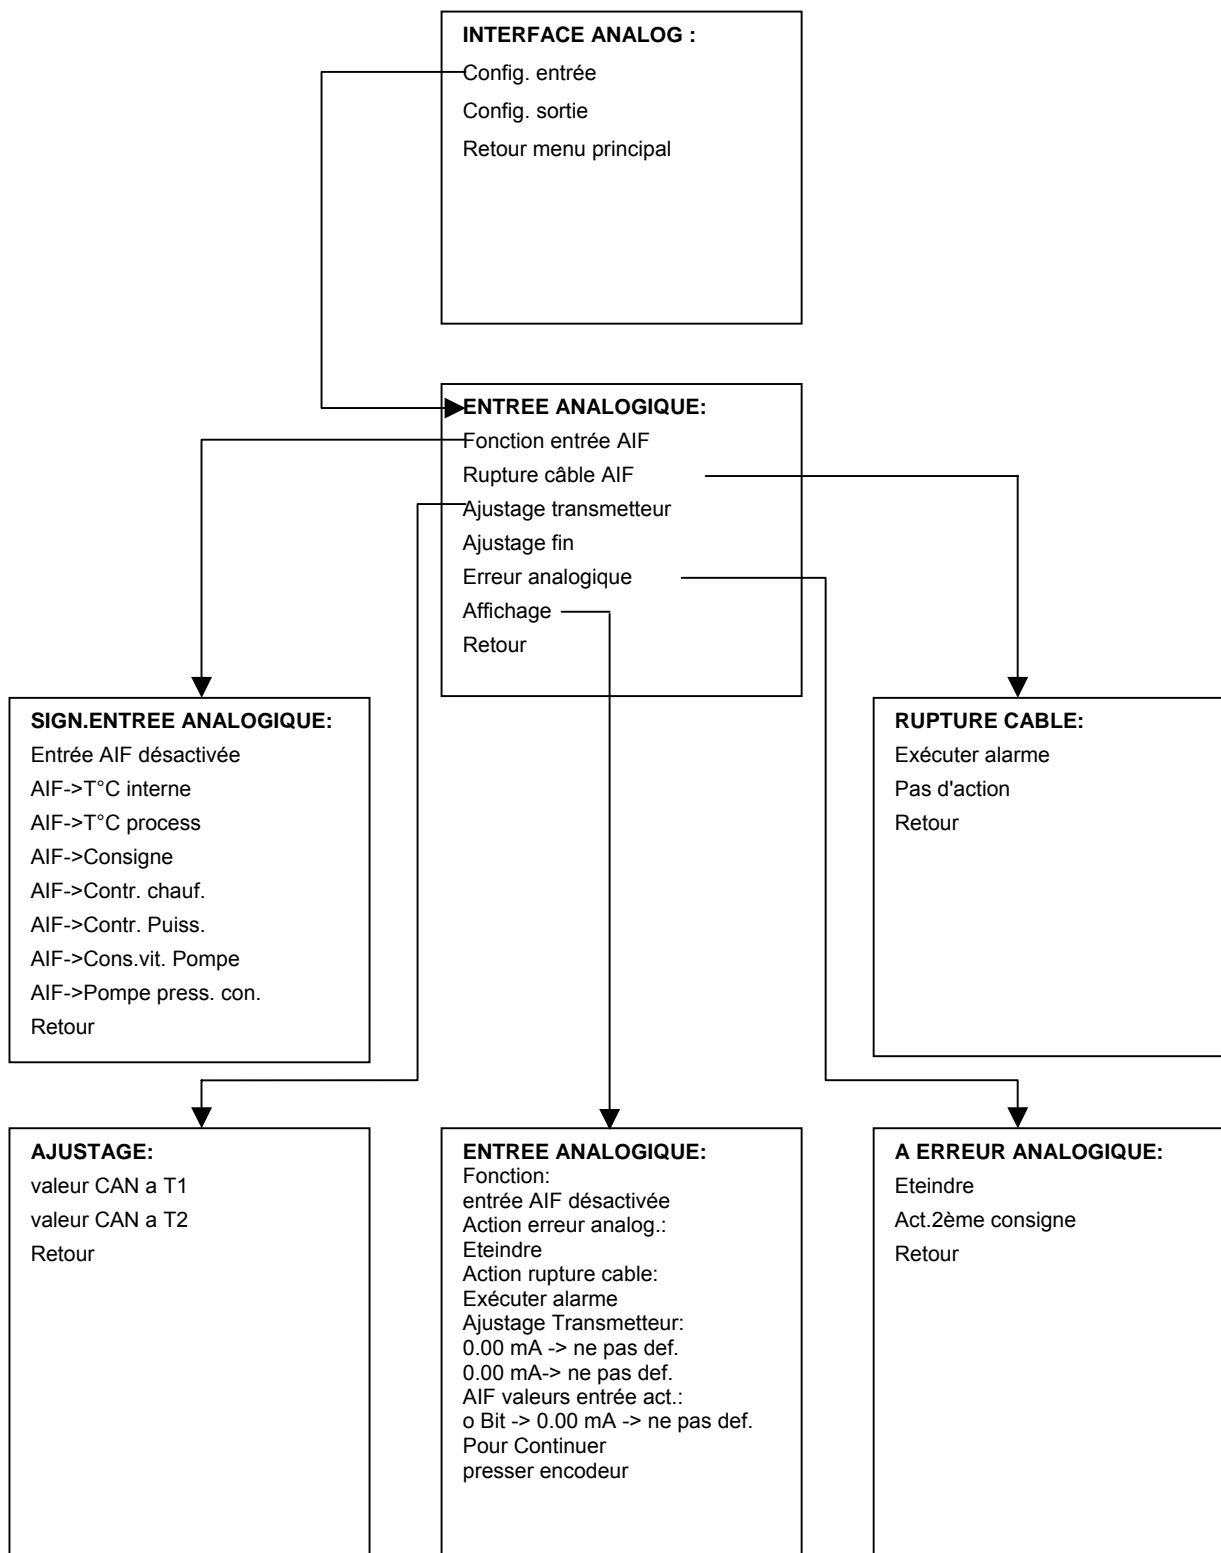 INTERFACE ANALOG :
Config. entrée
Config. sortie
Retour menu principal
ENTREE ANALOGIQUE:
Fonction entrée AIF
Rupture câble AIF
Ajustage transmetteur
Ajustage fin
Erreur analogique
Affichage
Retour
SIGN.ENTREE ANALOGIQUE:
Entrée AIF désactivée
AIF->T°C interne
AIF->T°C process
AIF->Consigne
AIF->Contr. chauf.
AIF->Contr. Puiss.
AIF->Cons.vit. Pompe
AIF->Pompe press. con.
Retour
RUPTURE CABLE:
Exécuter alarme
Pas d'action
Retour
AJUSTAGE:
valeur CAN a T1
valeur CAN a T2
Retour
ENTREE ANALOGIQUE:
Fonction:
entrée AIF désactivée
Action erreur analog.:
Eteindre
Action rupture cable:
Exécuter alarme
Ajustage Transmetteur:
0.00 mA -> ne pas def.
0.00 mA-> ne pas def.
AIF valeurs entrée act.:
o Bit -> 0.00 mA -> ne pas def.
Pour Continuer
presser encodeur
A ERREUR ANALOGIQUE:
Eteindre
Act.2ème consigne
Retour